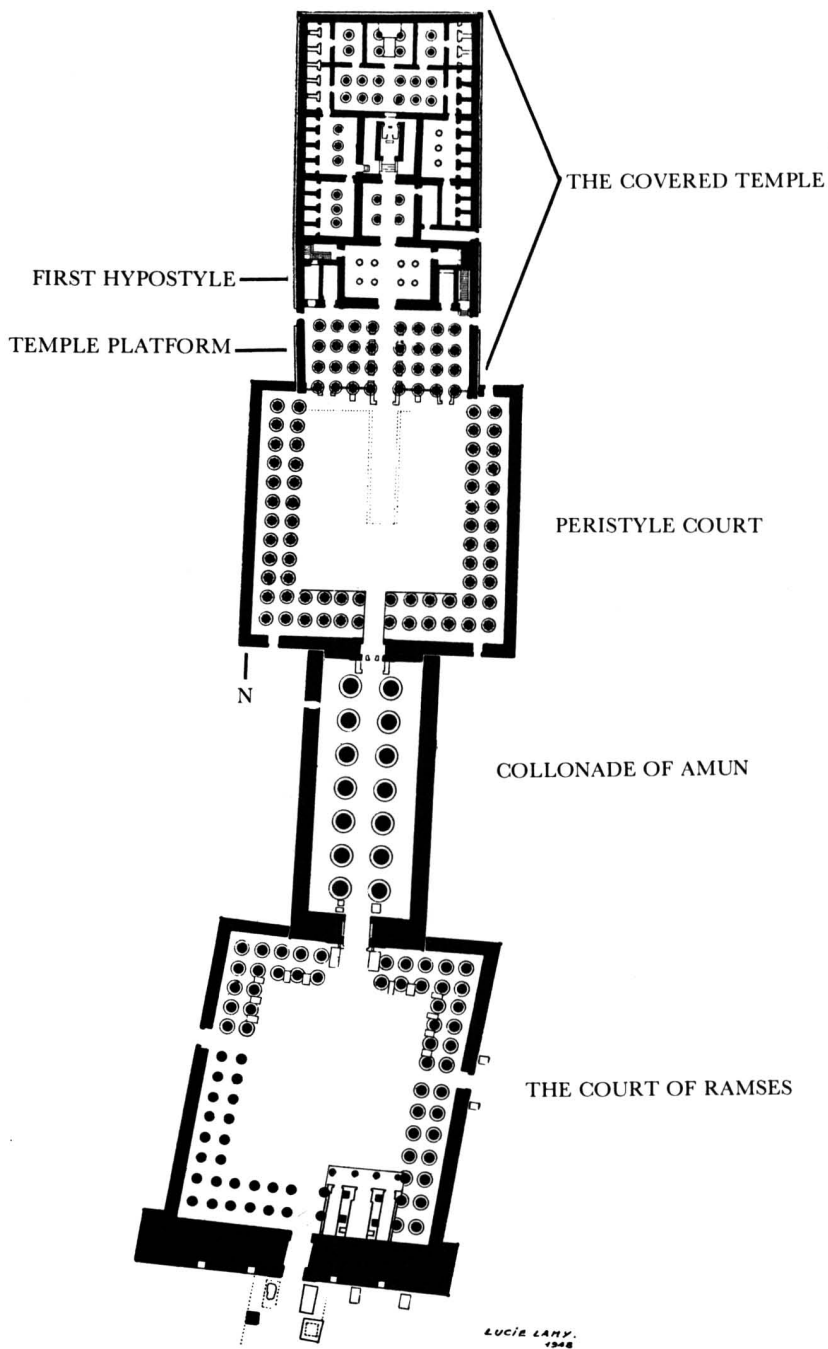 THE COVERED TEMPLE
FIRST HYPOSTYLE
TEMPLE PLATFORM
PERISTYLE COURT
N
COLLONADE OF AMUN
THE COURT OF RAMSES
LUCIE LAMY.
1948